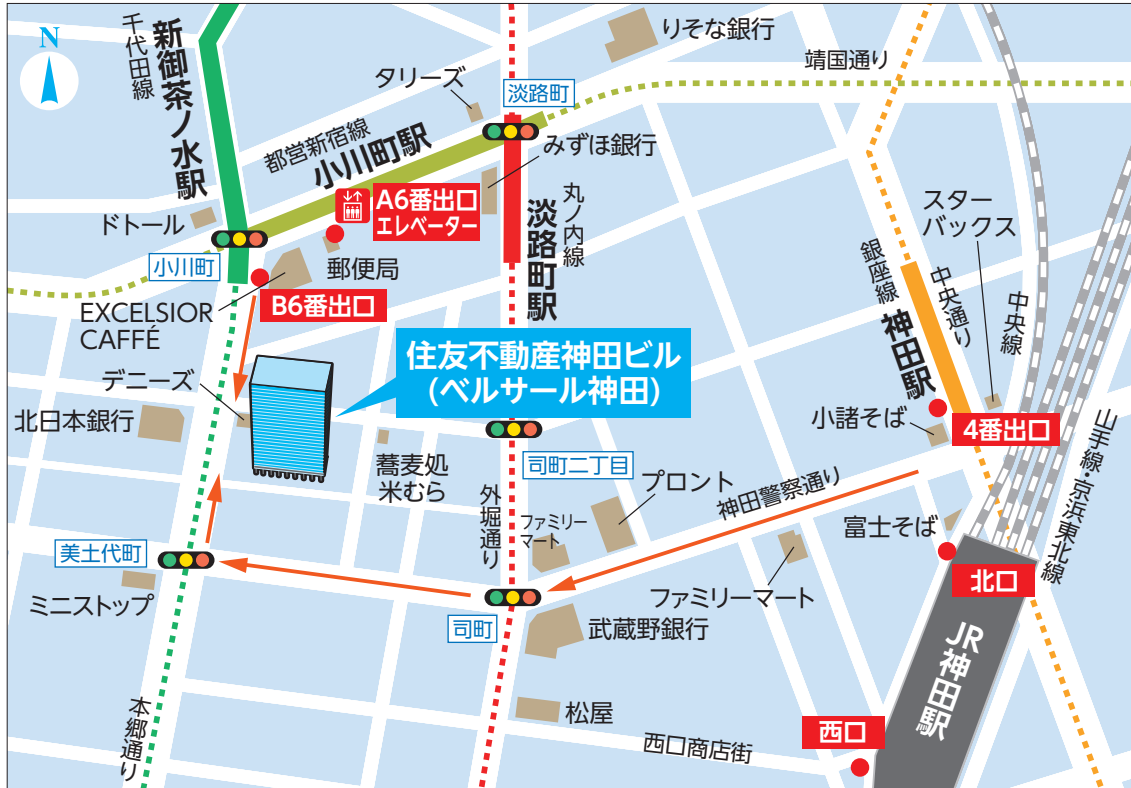 N
千代田線
新御茶ノ水駅
りそな銀行
靖国通り
タリーズ
淡路町
都営新宿線
小川町駅
みずほ銀行
A6番出口
エレベーター
ドトール
小川町
郵便局
丸ノ内線
淡路町駅
スター
バックス
銀座線
神田駅
中央通り
中央線
EXCELSIOR
CAFFÉ
B6番出口
住友不動産神田ビル
(ベルサール神田)
デニーズ
北日本銀行
小諸そば
4番出口
山手線・京浜東北線
蕎麦処
米むら
司町二丁目
外堀通り
プロント
神田警察通り
ファミリー
マート
富士そば
美土代町
北口
ミニストップ
ファミリーマート
司町
武蔵野銀行
JR神田駅
本郷通り
松屋
西口商店街
西口